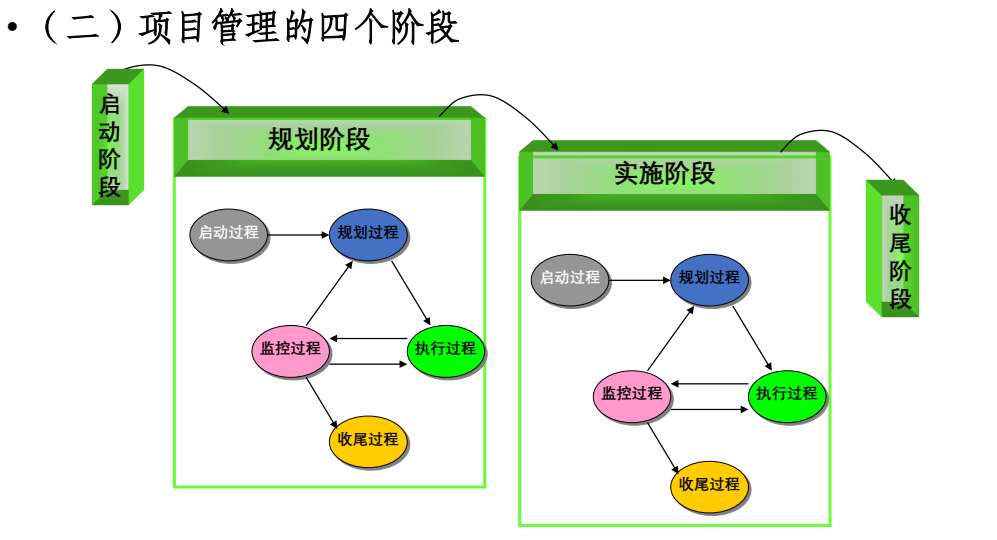 •（二）项目管理的四个阶段
启动阶段
规划阶段
实施阶段
收尾阶段
启动过程
规划过程
监控过程
执行过程
收尾过程
启动过程
规划过程
监控过程
执行过程
收尾过程